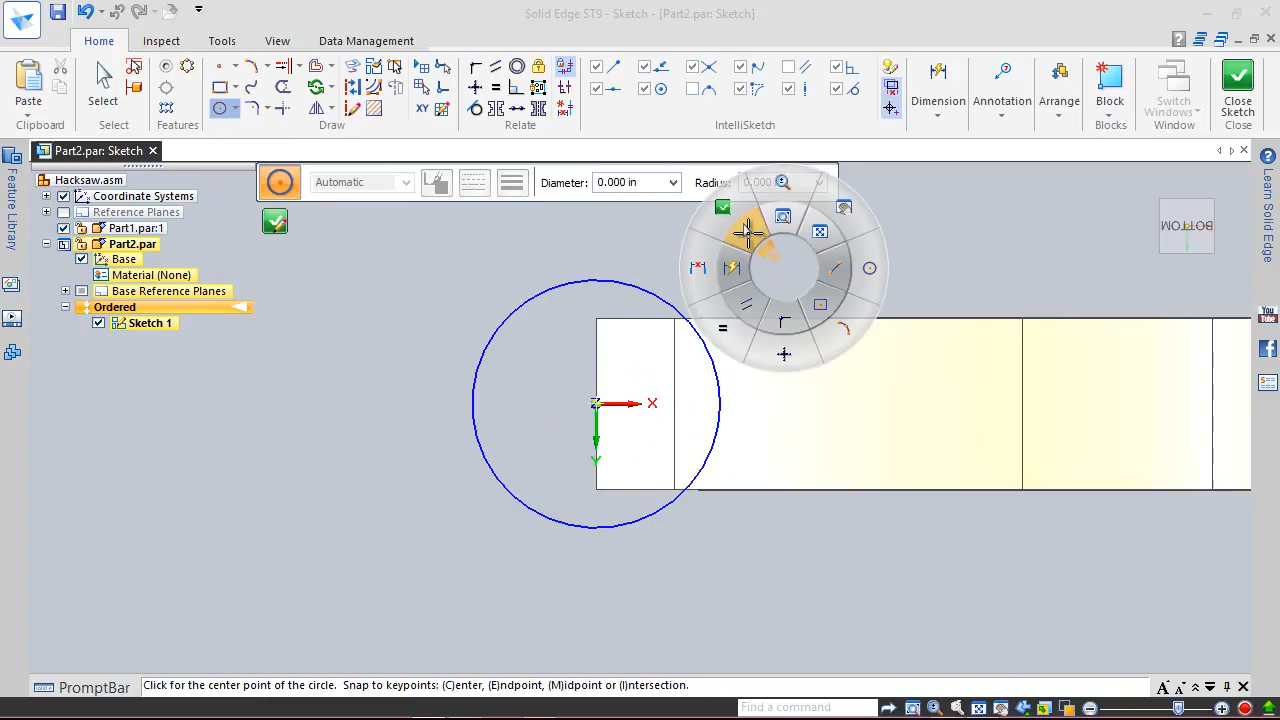 Solid Edge ST9 - Sketch - [Part2.par: Sketch]
Home Inspect Tools View Data Management
Paste
Select
Dimension Annotation Arrange Block Switch Windows Close Sketch
Clipboard Select Features Draw Relate IntelliSketch Blocks Window Close
Part2.par: Sketch
Feature Library
Learn Solid Edge
You Tube
Automatic Diameter: 0.000 in Radius: 0.000
Hacksaw.asm
Coordinate Systems
Reference Planes
Part1.par:1
Part2.par
Base
Material (None)
Base Reference Planes
Ordered
Sketch 1
BOTTOM
X
Y
PromptBar Click for the center point of the circle. Snap to keypoints: (C)enter, (E)ndpoint, (M)idpoint or (I)ntersection.
Find a command